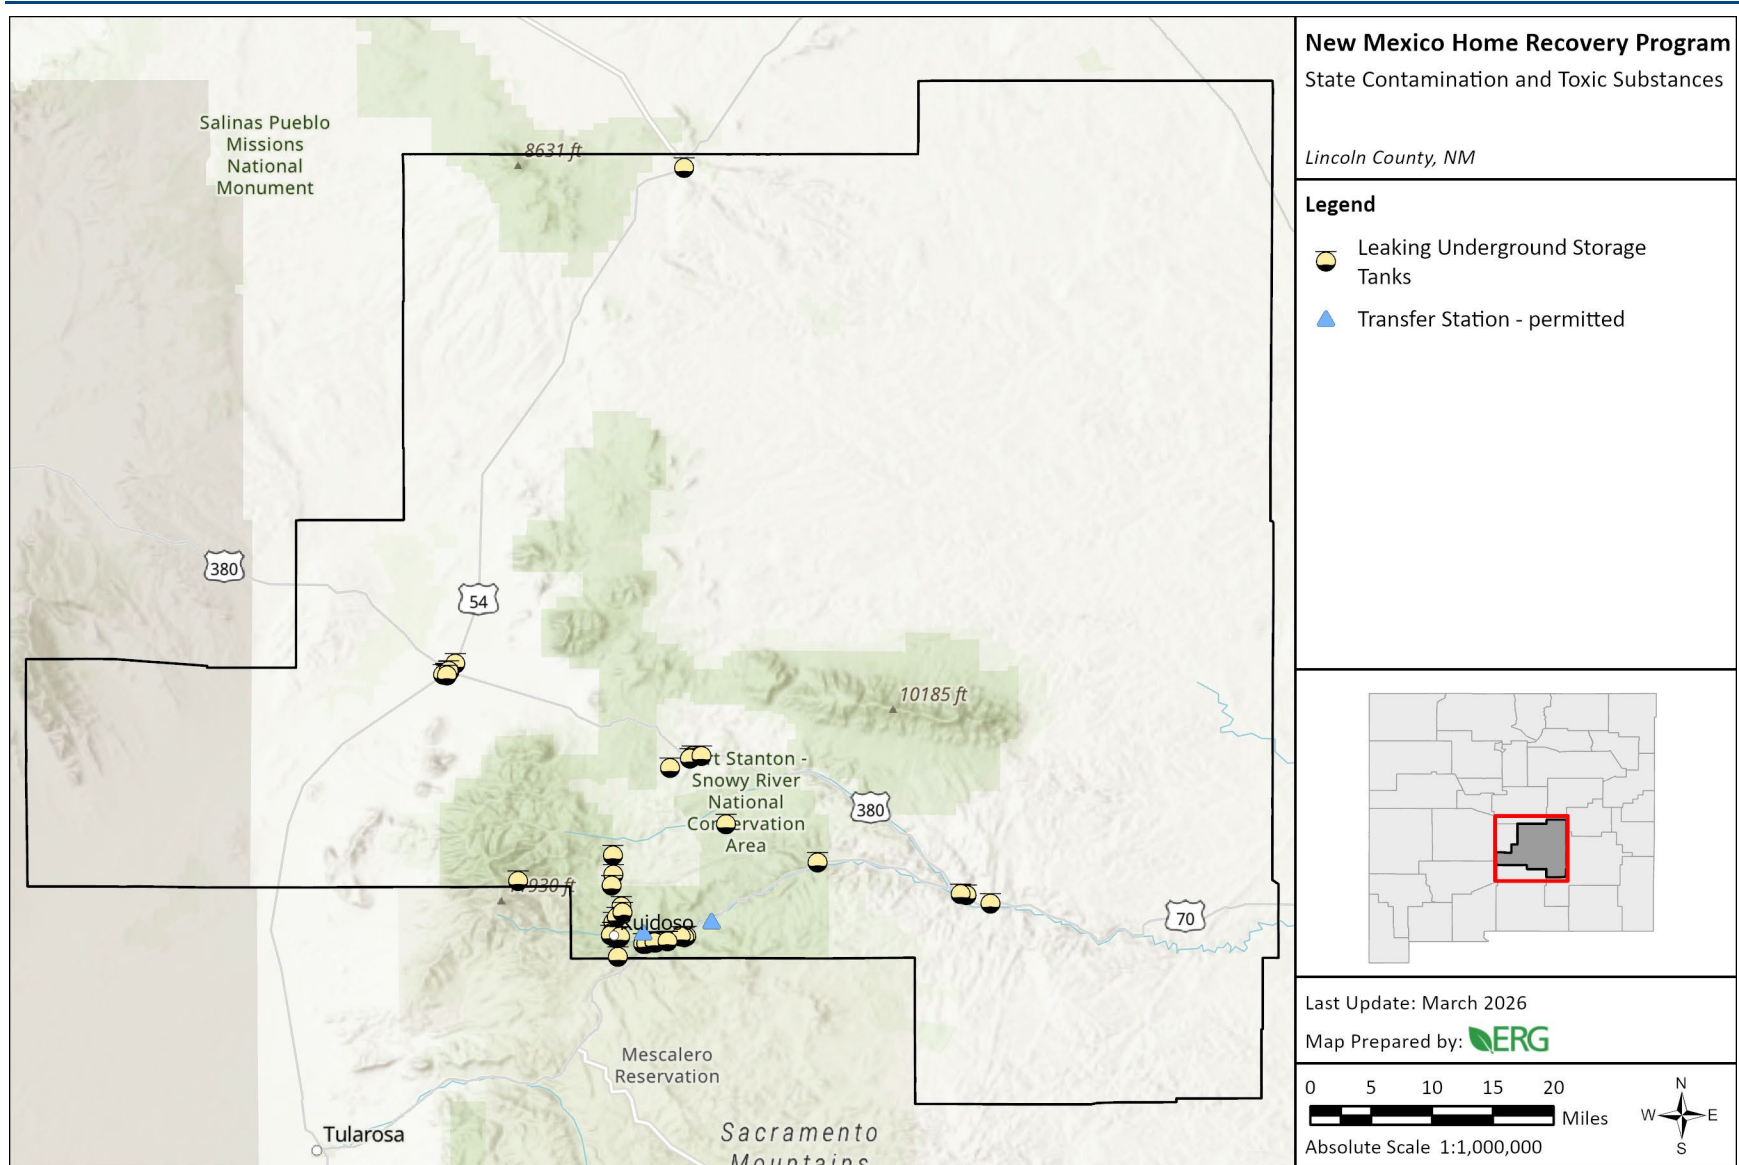 New Mexico Home Recovery Program
State Contamination and Toxic Substances
Lincoln County, NM
Legend
Leaking Underground Storage
Tanks
Transfer Station - permitted
Salinas Pueblo
Missions
National
Monument
8631 ft
380
54
10185 ft
Stanton -
Snowy River
National
Area
380
Ruidoso
70
Mescalero
Reservation
Tularosa
Sacramento
Mountains
Last Update: March 2026
Map Prepared by: ERG
0 5 10 15 20
Miles
Absolute Scale 1:1,000,000
N
W E
S